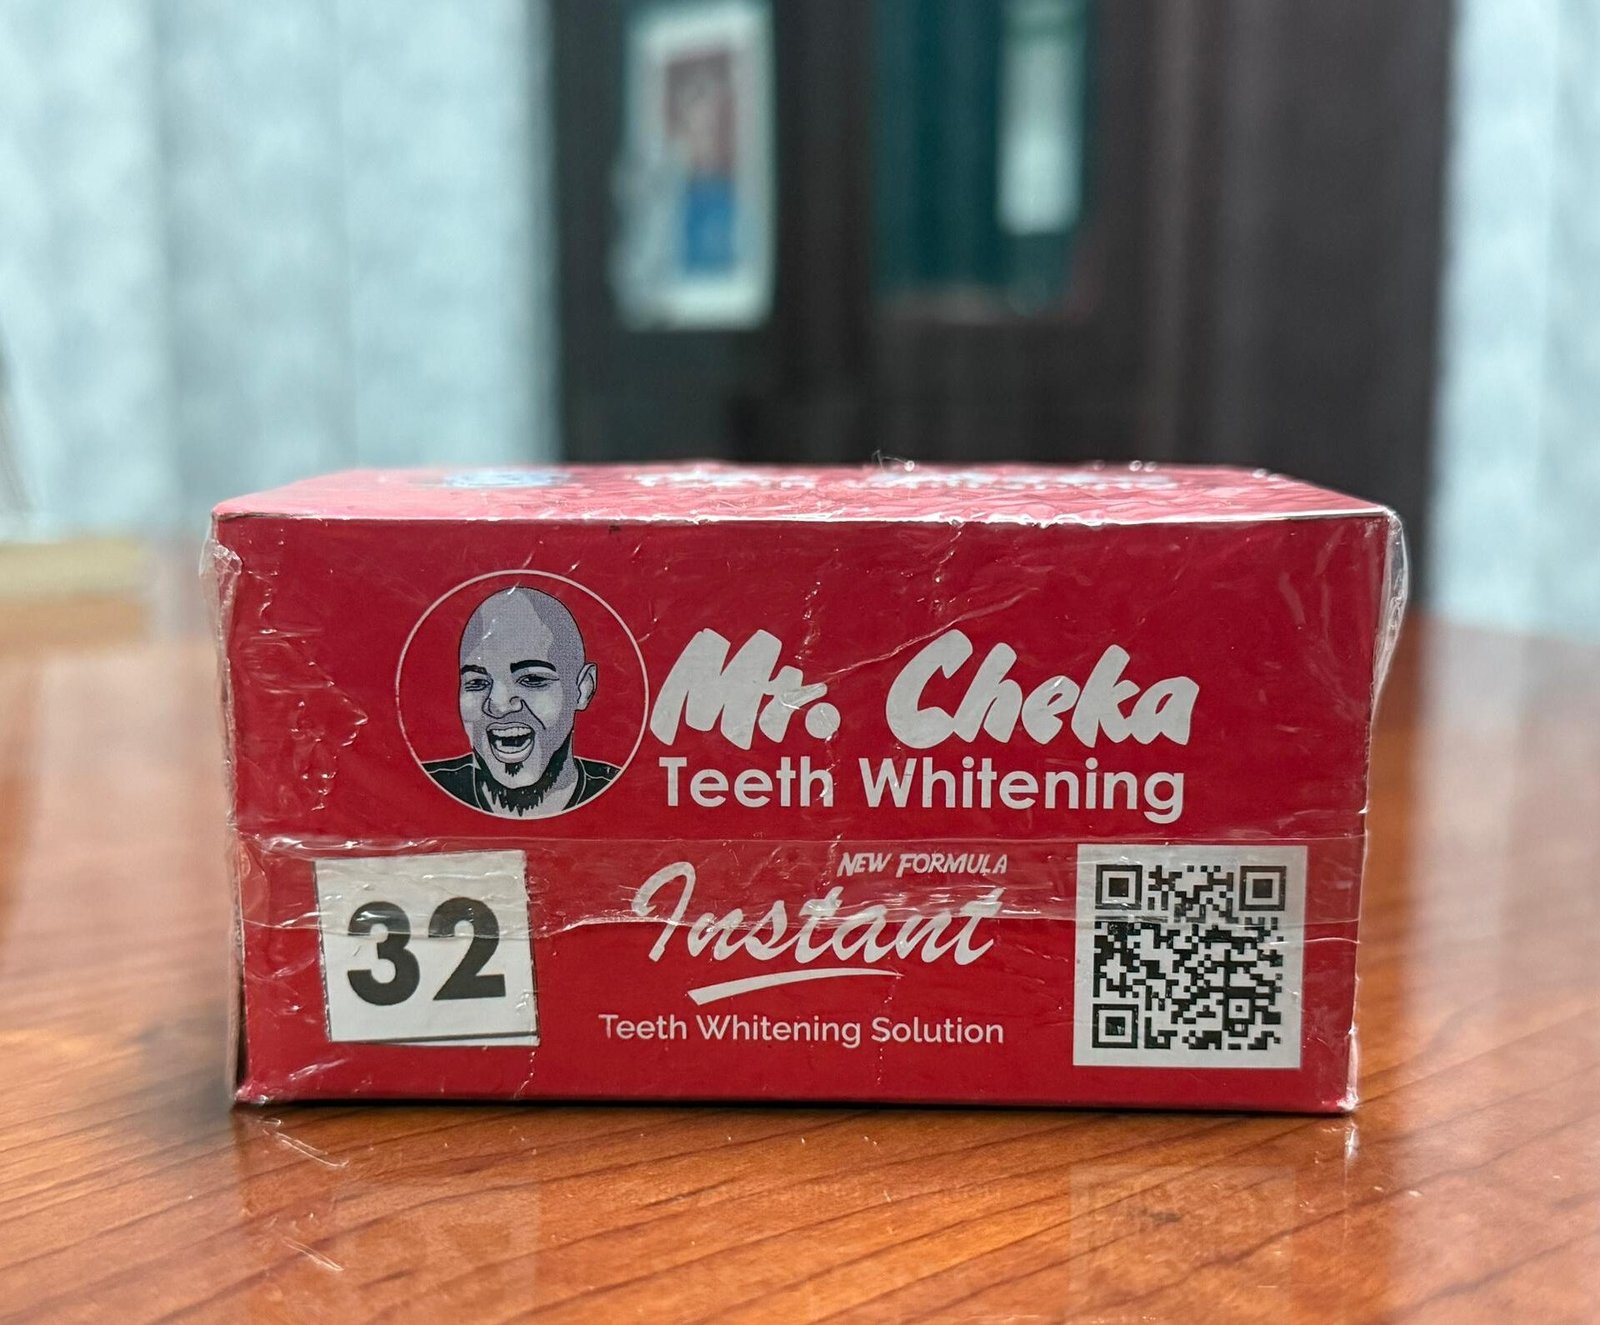 Mr. Cheka
Teeth Whitening
32
NEW FORMULA
Instant
Teeth Whitening Solution